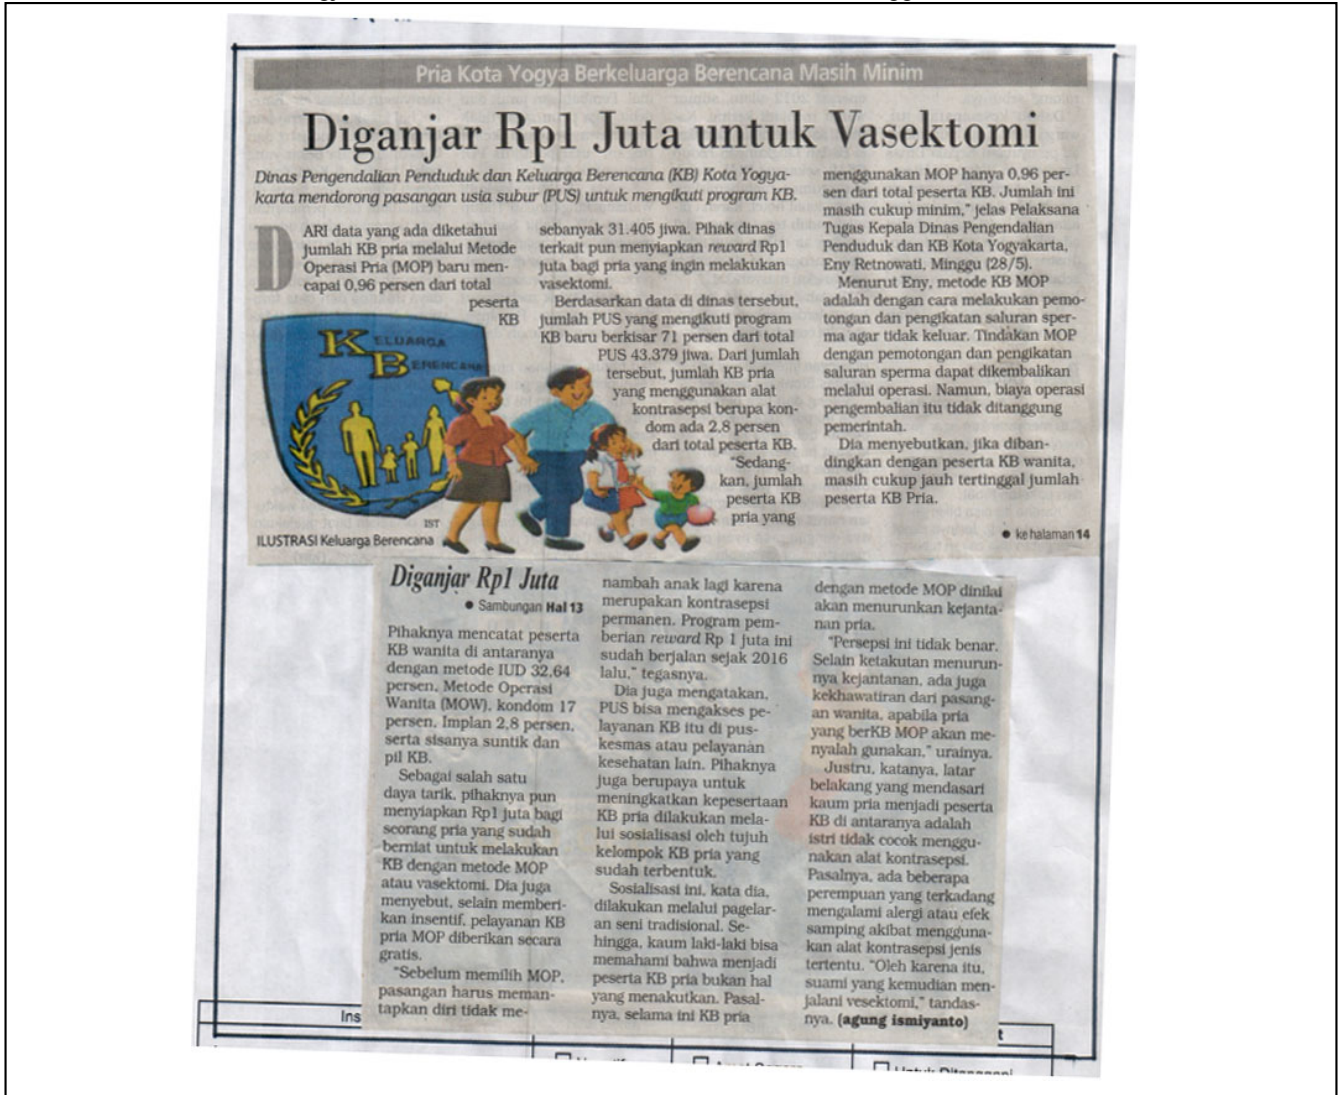 Pria Kota Yogya Berkeluarga Berencana Masih Minim
Diganjar Rp1 Juta untuk Vasektomi
Dinas Pengendalian Penduduk dan Keluarga Berencana (KB) Kota Yogya-
karta mendorong pasangan usia subur (PUS) untuk mengikuti program KB.
DARI data yang ada diketahui
jumlah KB pria melalui Metode
Operasi Pria (MOP) baru men-
capai 0,96 persen dari total
peserta
KB
sebanyak 31.405 jiwa. Pihak dinas
terkait pun menyiapkan reward Rp1
juta bagi pria yang ingin melakukan
vasektomi.
Berdasarkan data di dinas tersebut,
jumlah PUS yang mengikuti program
KB baru berkisar 71 persen dari total
PUS 43.379 jiwa. Dari jumlah
tersebut, jumlah KB pria
yang menggunakan alat
kontrasepsi berupa kon-
dom ada 2,8 persen
dari total peserta KB.
"Sedang-
kan, jumlah
peserta KB
pria yang
menggunakan MOP hanya 0,96 per-
sen dari total peserta KB. Jumlah ini
masih cukup minim," jelas Pelaksana
Tugas Kepala Dinas Pengendalian
Penduduk dan KB Kota Yogyakarta,
Eny Retnowati, Minggu (28/5).
Menurut Eny, metode KB MOP
adalah dengan cara melakukan pemo-
tongan dan pengikatan saluran sper-
ma agar tidak keluar. Tindakan MOP
dengan pemotongan dan pengikatan
saluran sperma dapat dikembalikan
melalui operasi. Namun, biaya operasi
pengembalian itu tidak ditanggung
pemerintah.
Dia menyebutkan, jika diban-
dingkan dengan peserta KB wanita,
masih cukup jauh tertinggal jumlah
peserta KB Pria.
KELUARGA
BERENCANA
IST
ILUSTRASI Keluarga Berencana
● ke halaman 14
Diganjar Rp1 Juta
● Sambungan Hal 13
Pihaknya mencatat peserta
KB wanita di antaranya
dengan metode IUD 32,64
persen, Metode Operasi
Wanita (MOW), kondom 17
persen, Implan 2,8 persen,
serta sisanya suntik dan
pil KB.
Sebagai salah satu
daya tarik, pihaknya pun
menyiapkan Rp1 juta bagi
seorang pria yang sudah
berniat untuk melakukan
KB dengan metode MOP
atau vasektomi. Dia juga
menyebut, selain memberi-
kan insentif, pelayanan KB
pria MOP diberikan secara
gratis.
"Sebelum memilih MOP,
pasangan harus meman-
tapkan diri tidak me-
nambah anak lagi karena
merupakan kontrasepsi
permanen. Program pem-
berian reward Rp 1 juta ini
sudah berjalan sejak 2016
lalu," tegasnya.
Dia juga mengatakan,
PUS bisa mengakses pe-
layanan KB itu di pus-
kesmas atau pelayanan
kesehatan lain. Pihaknya
juga berupaya untuk
meningkatkan kepesertaan
KB pria dilakukan mela-
lui sosialisasi oleh tujuh
kelompok KB pria yang
sudah terbentuk.
Sosialisasi ini, kata dia,
dilakukan melalui pagelar-
an seni tradisional. Se-
hingga, kaum laki-laki bisa
memahami bahwa menjadi
peserta KB pria bukan hal
yang menakutkan. Pasal-
nya, selama ini KB pria
dengan metode MOP dinilai
akan menurunkan kejanta-
nan pria.
"Persepsi ini tidak benar.
Selain ketakutan menurun-
nya kejantanan, ada juga
kekhawatiran dari pasang-
an wanita, apabila pria
yang berKB MOP akan me-
nyalah gunakan," urainya.
Justru, katanya, latar
belakang yang mendasari
kaum pria menjadi peserta
KB di antaranya adalah
istri tidak cocok menggu-
nakan alat kontrasepsi.
Pasalnya, ada beberapa
perempuan yang terkadang
mengalami alergi atau efek
samping akibat mengguna-
kan alat kontrasepsi jenis
tertentu. "Oleh karena itu,
suami yang kemudian men-
jalani vesektomi," tandas-
nya. (agung ismiyanto)
Ins